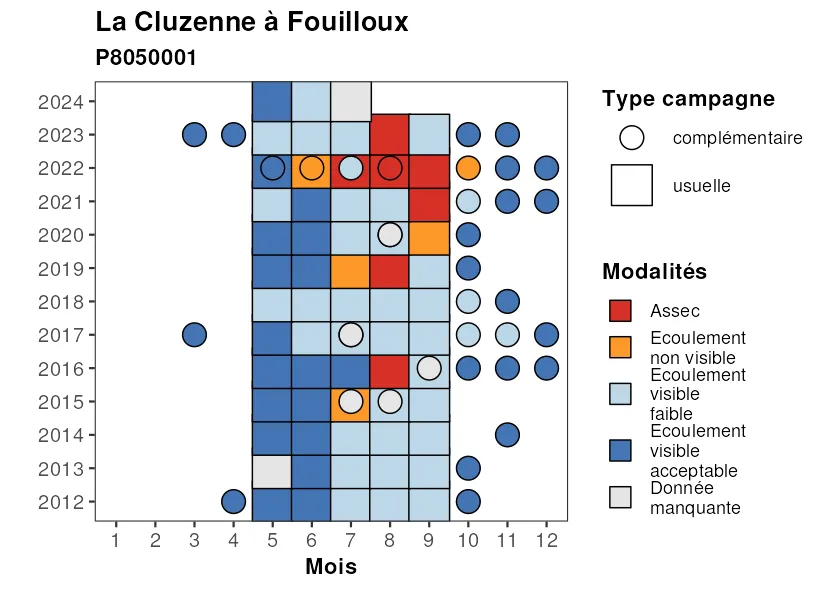 La Cluzenne à Fouilloux
P8050001
2024
2023
2022
2021
2020
2019
2018
2017
2016
2015
2014
2013
2012
1 2 3 4 5 6 7 8 9 10 11 12
Mois
Type campagne
complémentaire
usuelle
Modalités
Assec
Ecoulement
non visible
Ecoulement
visible
faible
Ecoulement
visible
acceptable
Donnée
manquante